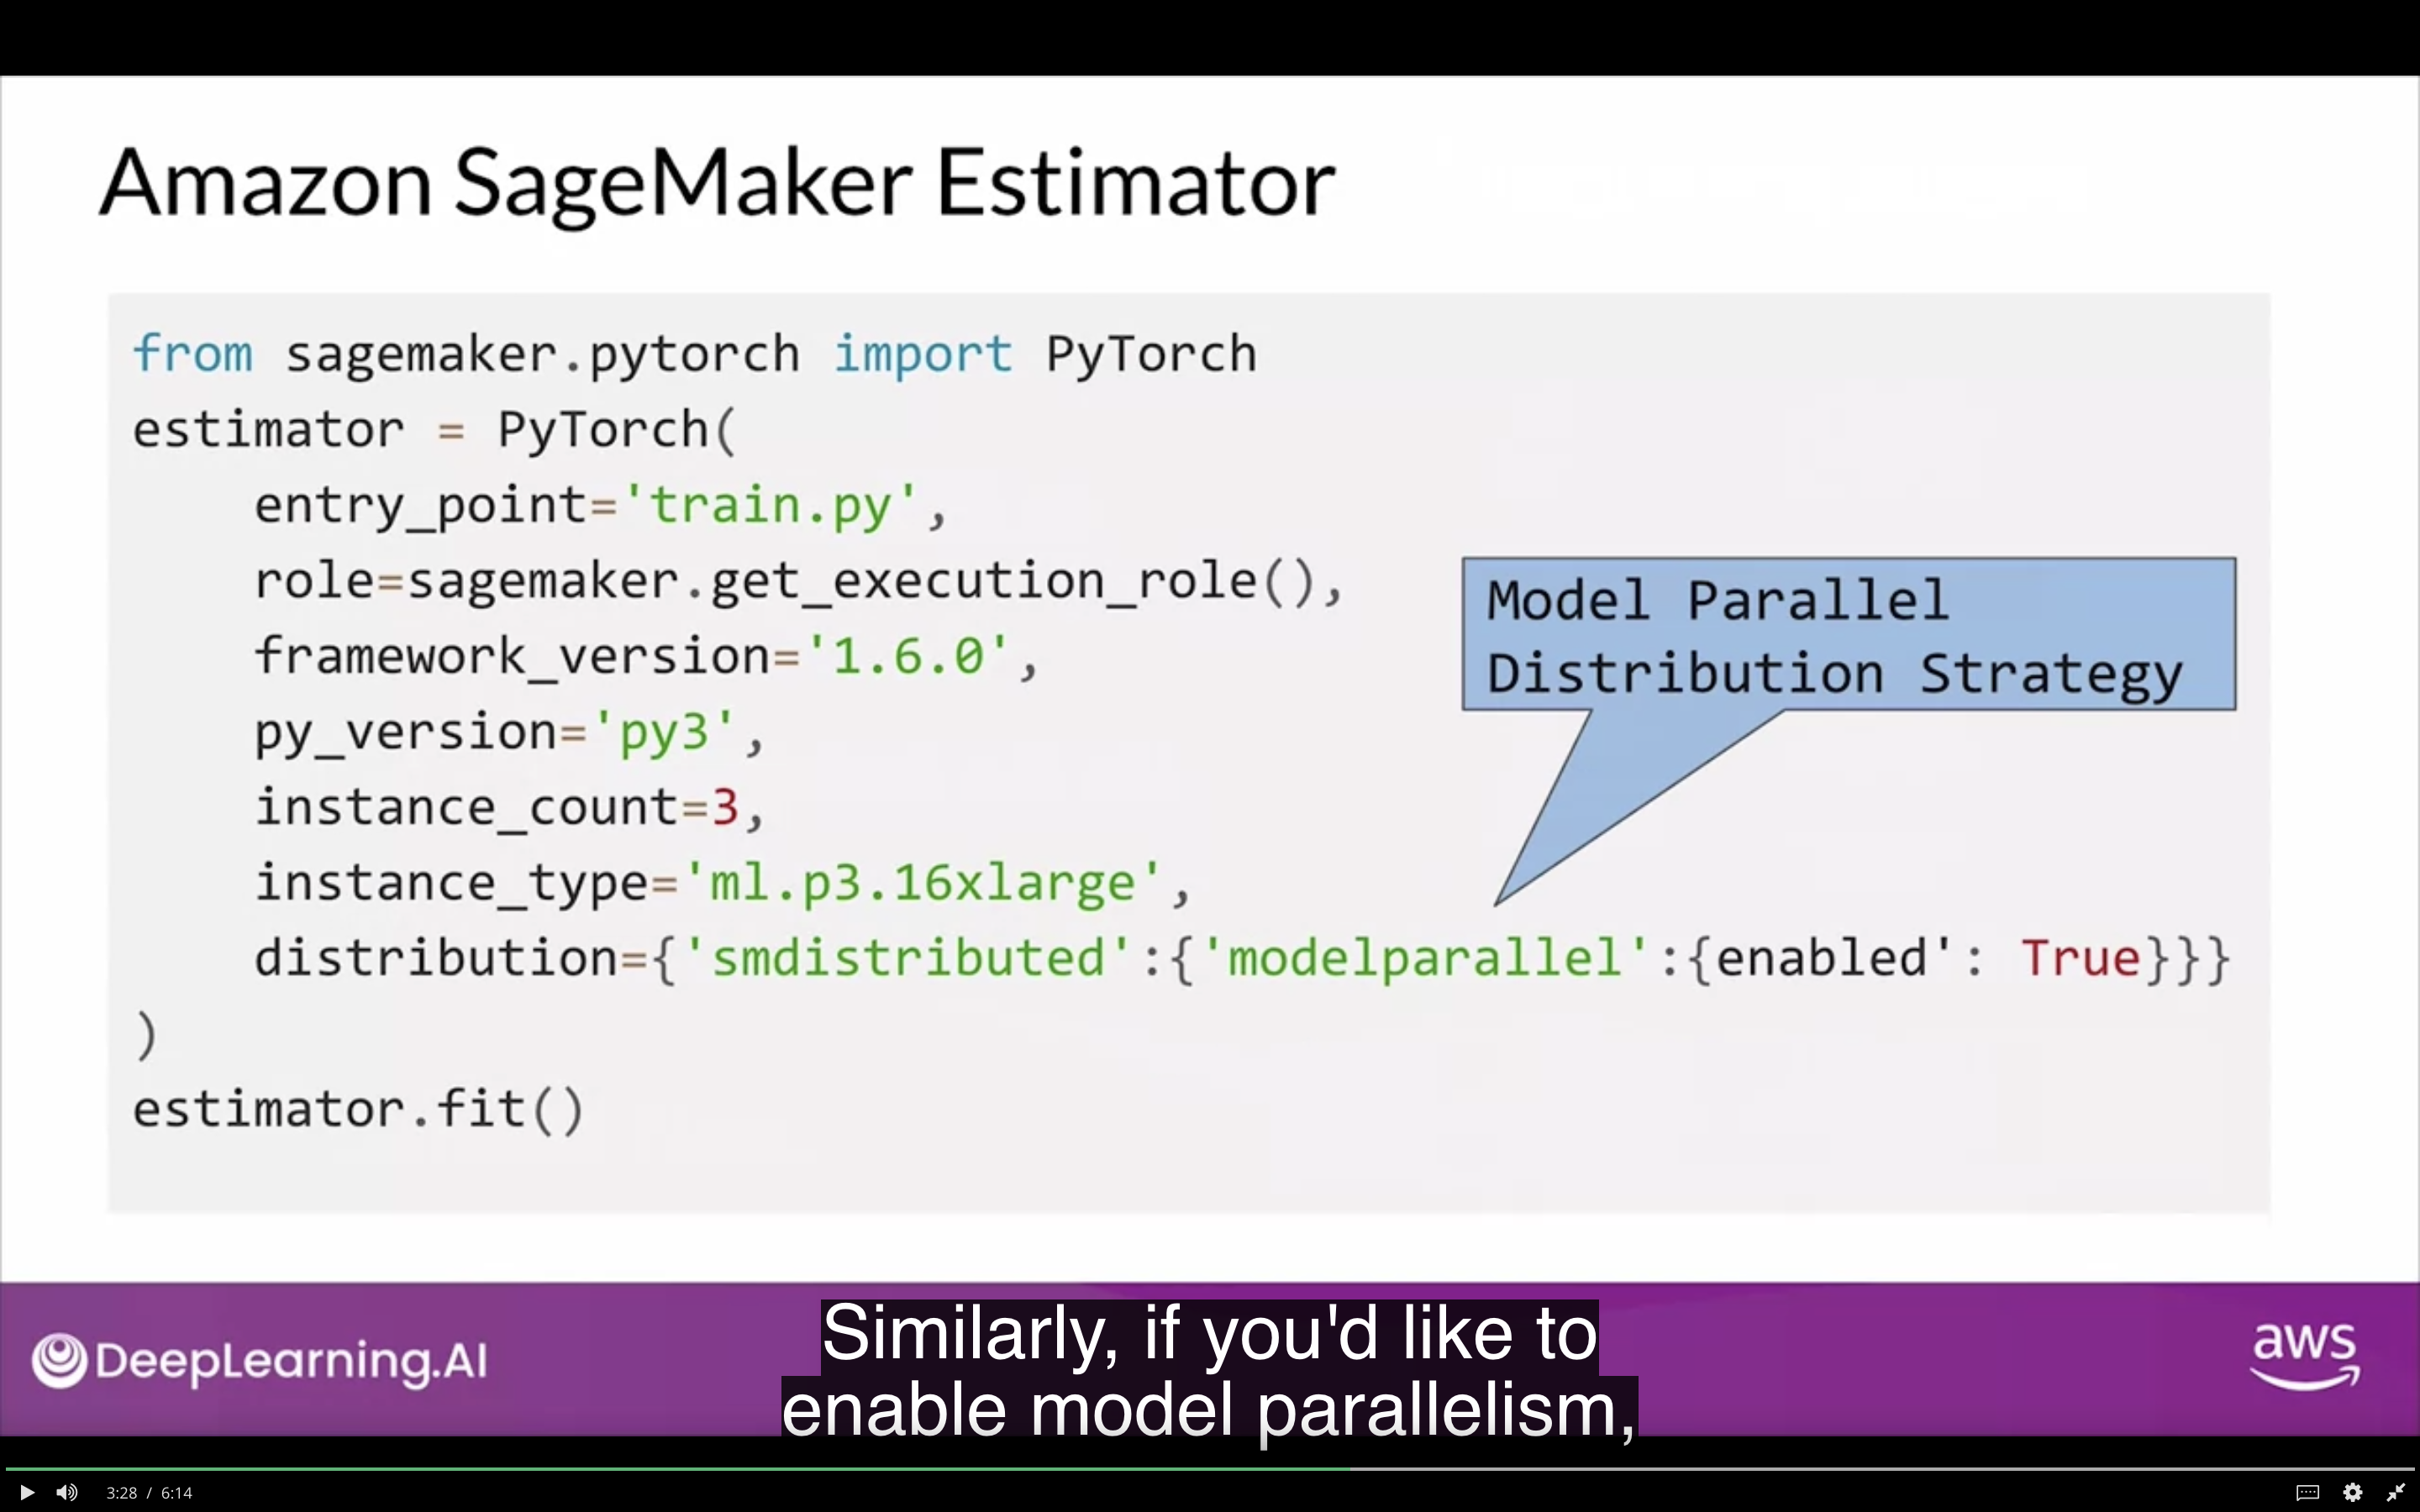 Amazon SageMaker Estimator
from sagemaker.pytorch import PyTorch
estimator = PyTorch(
    entry_point='train.py',
    role=sagemaker.get_execution_role(),
    framework_version='1.6.0',
    py_version='py3',
    instance_count=3,
    instance_type='ml.p3.16xlarge',
    distribution={'smdistributed':{'modelparallel':{enabled': True}}}
)
estimator.fit()
Model Parallel
Distribution Strategy
DeepLearning.AI
Similarly, if you'd like to
enable model parallelism,
aws
3:28 / 6:14